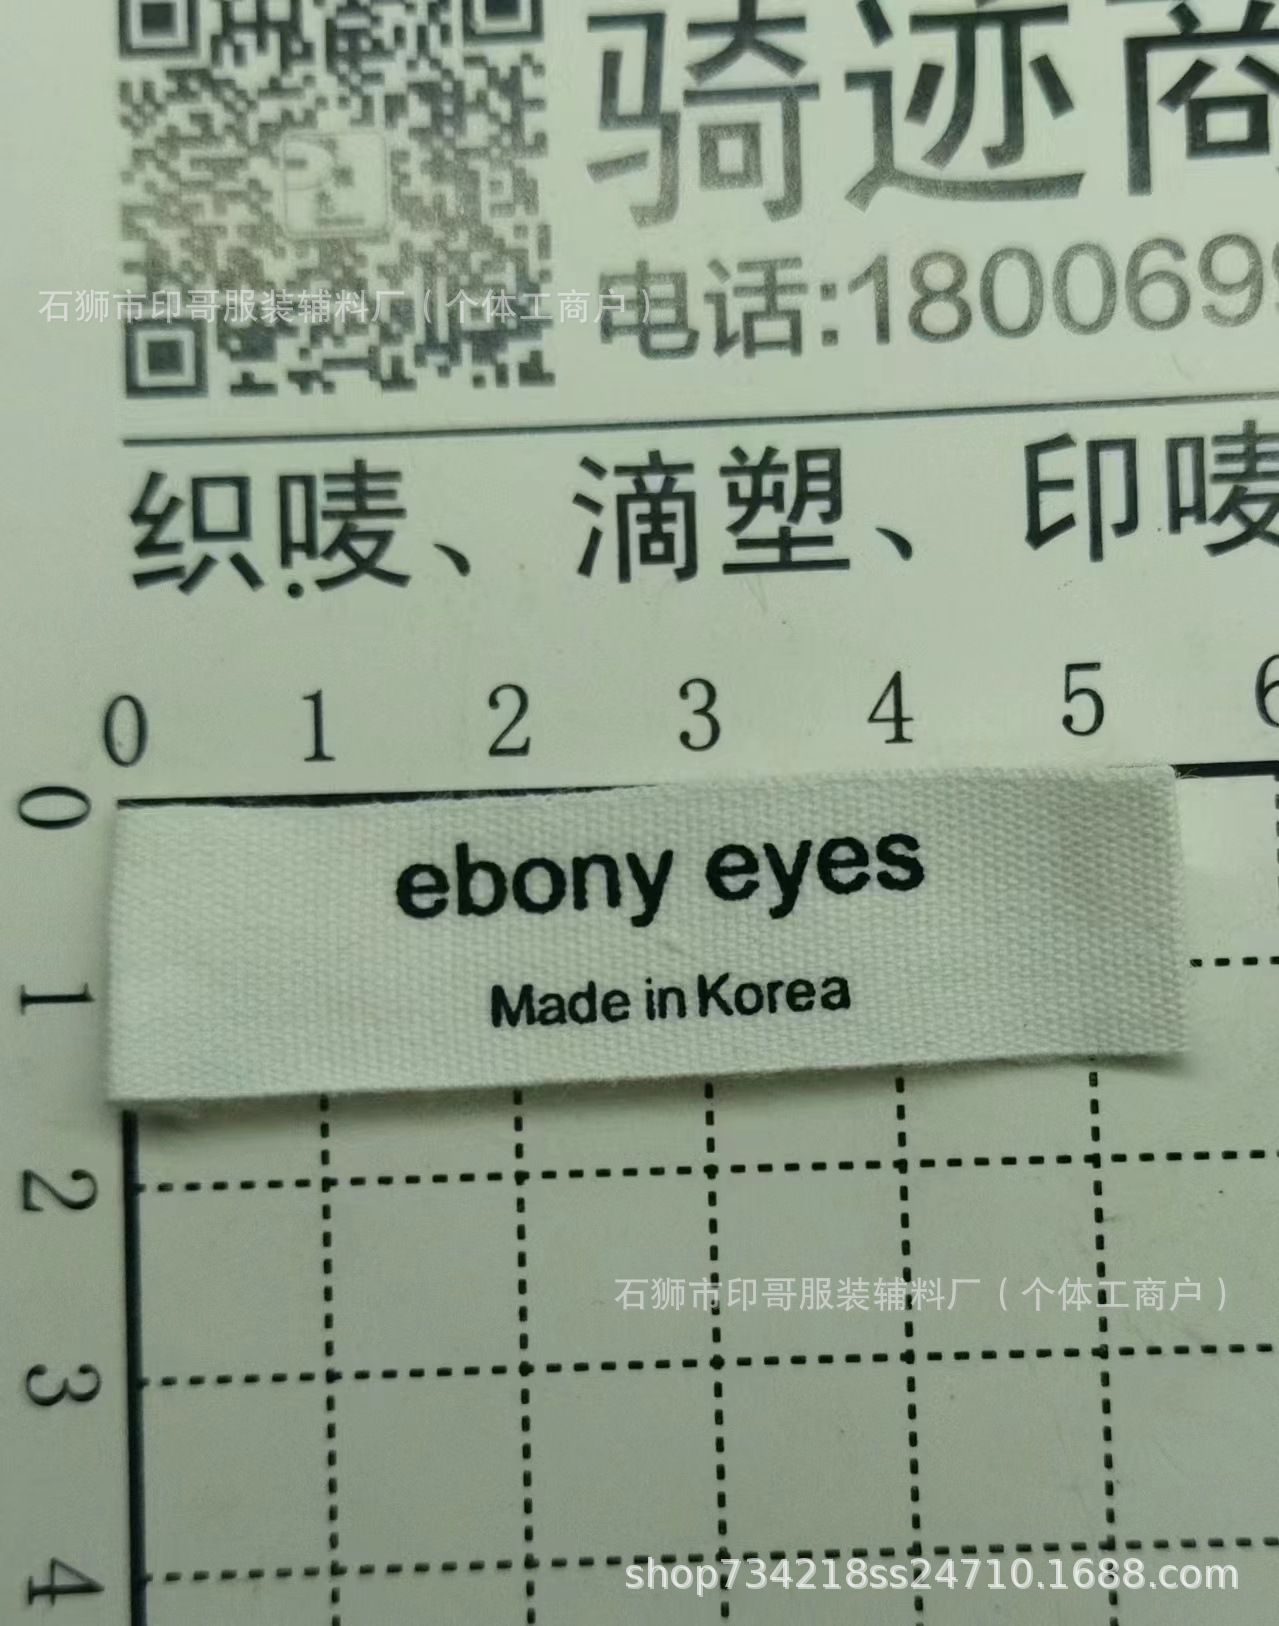 骑迹商
电话:180069
石狮市印哥服装辅料厂（个体工商户）
织唛、滴塑、印唛
0 1 2 3 4 5 6
0
ebony eyes
1
Made in Korea
2
石狮市印哥服装辅料厂（个体工商户）
3
4
shop734218ss24710.1688.com